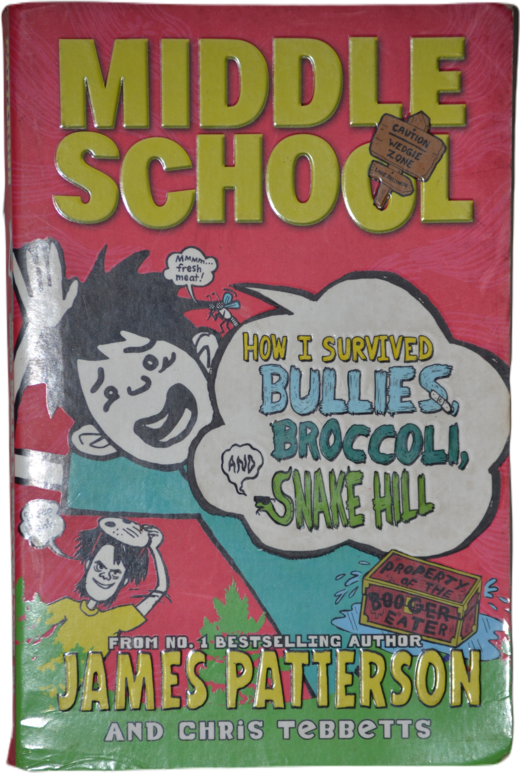 MIDDLE
SCHOOL
CAUTION
WEDGIE
ZONE
Mmmm...
fresh
meat!
HOW I SURVIVED
BULLIES,
BROCCOLI,
AND
SNAKE HILL
PROPERTY
OF THE
BOOGER
EATER
FROM NO. 1 BESTSELLING AUTHOR
JAMES PATTERSON
AND CHRIS TEBBETTS